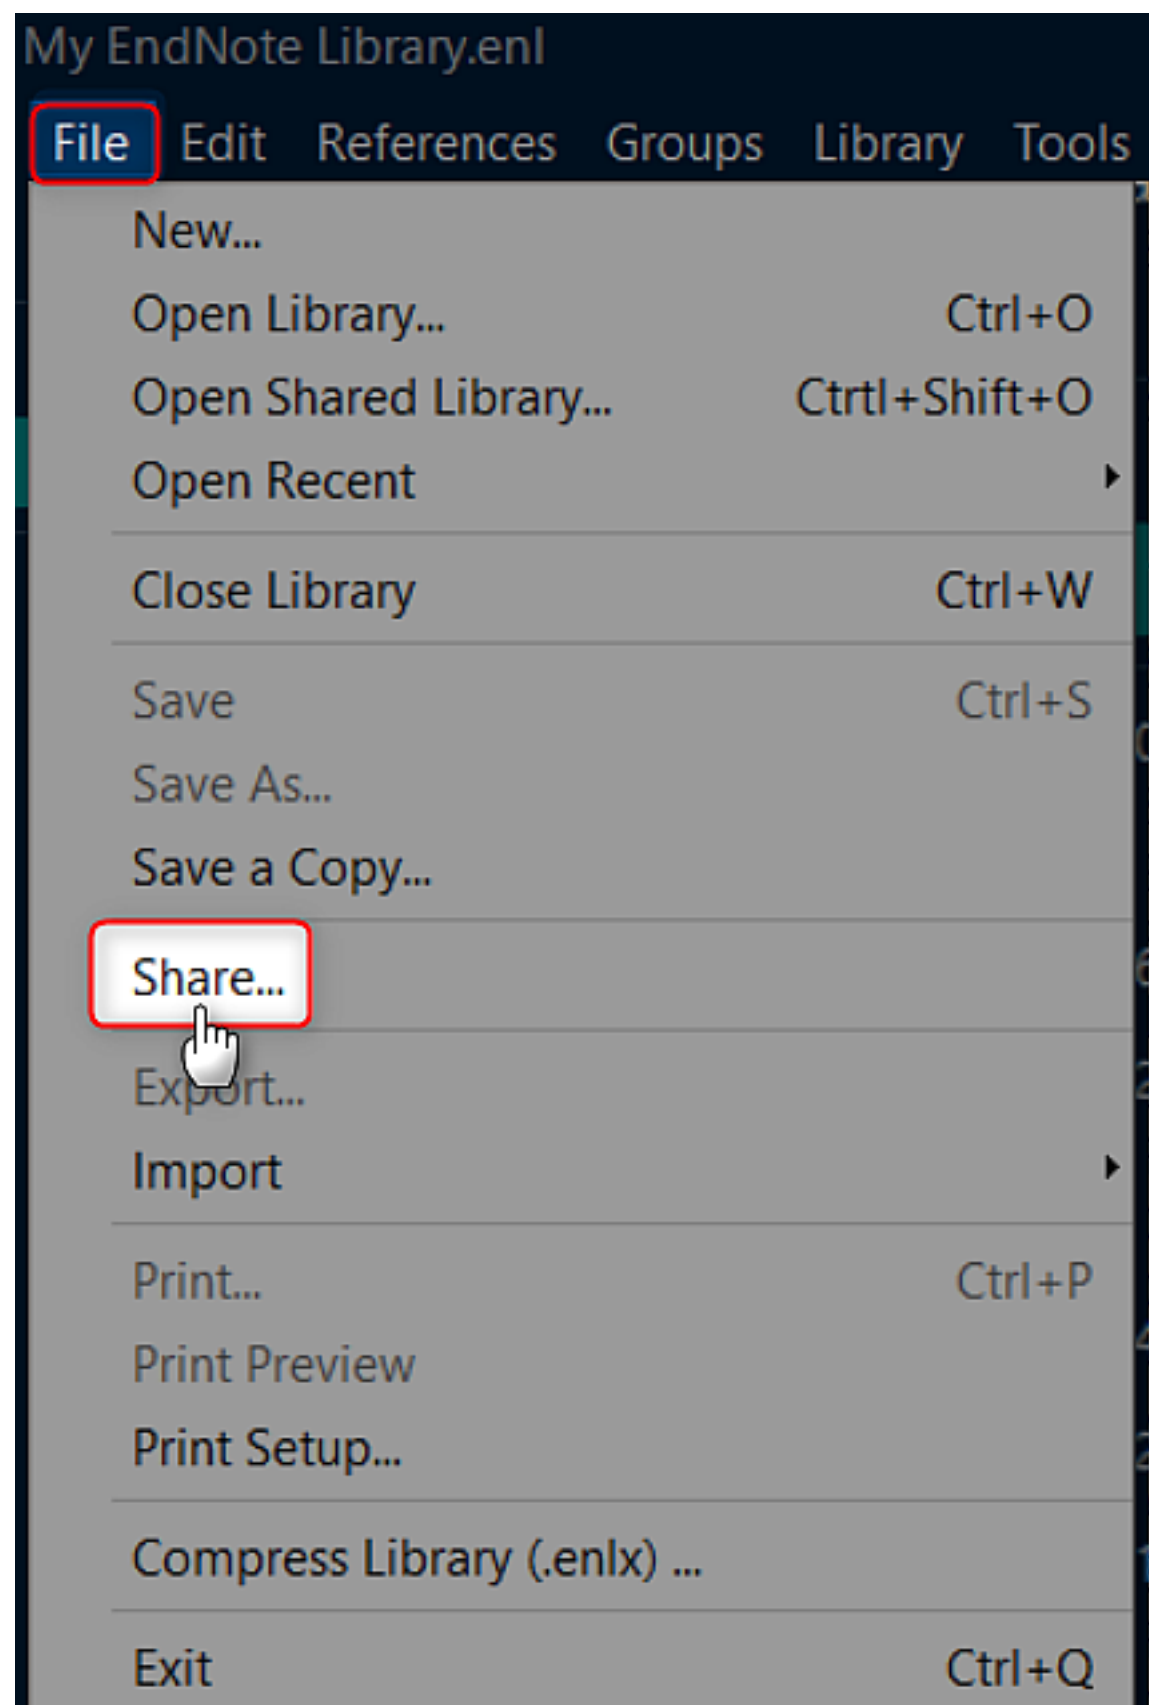 My EndNote Library.enl
File Edit References Groups Library Tools
New...
Open Library... Ctrl+O
Open Shared Library... Ctrtl+Shift+O
Open Recent
Close Library Ctrl+W
Save Ctrl+S
Save As...
Save a Copy...
Share...
Export...
Import
Print... Ctrl+P
Print Preview
Print Setup...
Compress Library (.enlx) ...
Exit Ctrl+Q